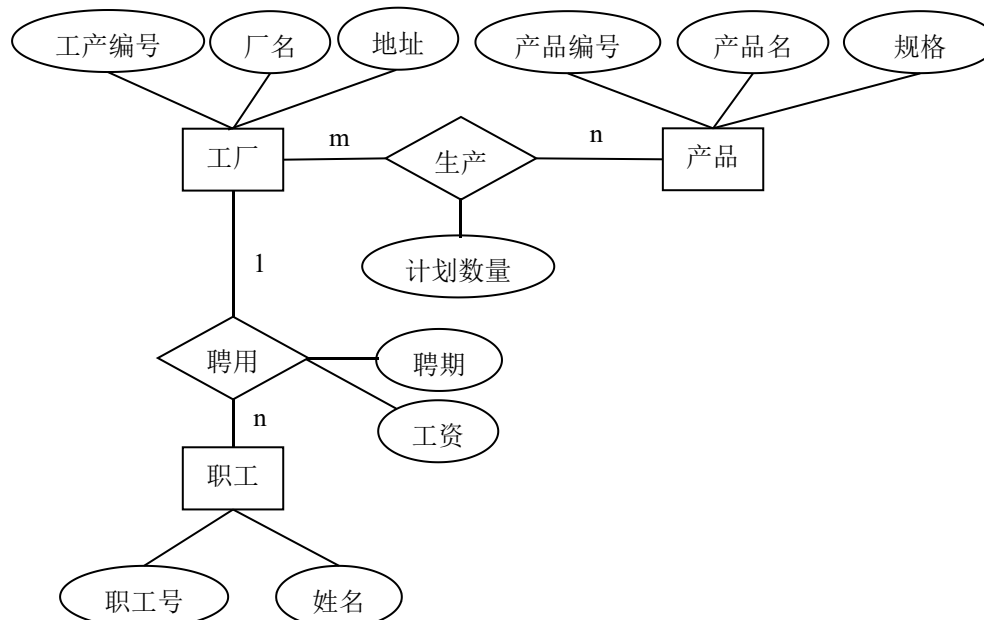 工产编号 厂名 地址 产品编号 产品名 规格
工厂 m 生产 n 产品
计划数量
1
聘用 聘期
工资
n
职工
职工号 姓名